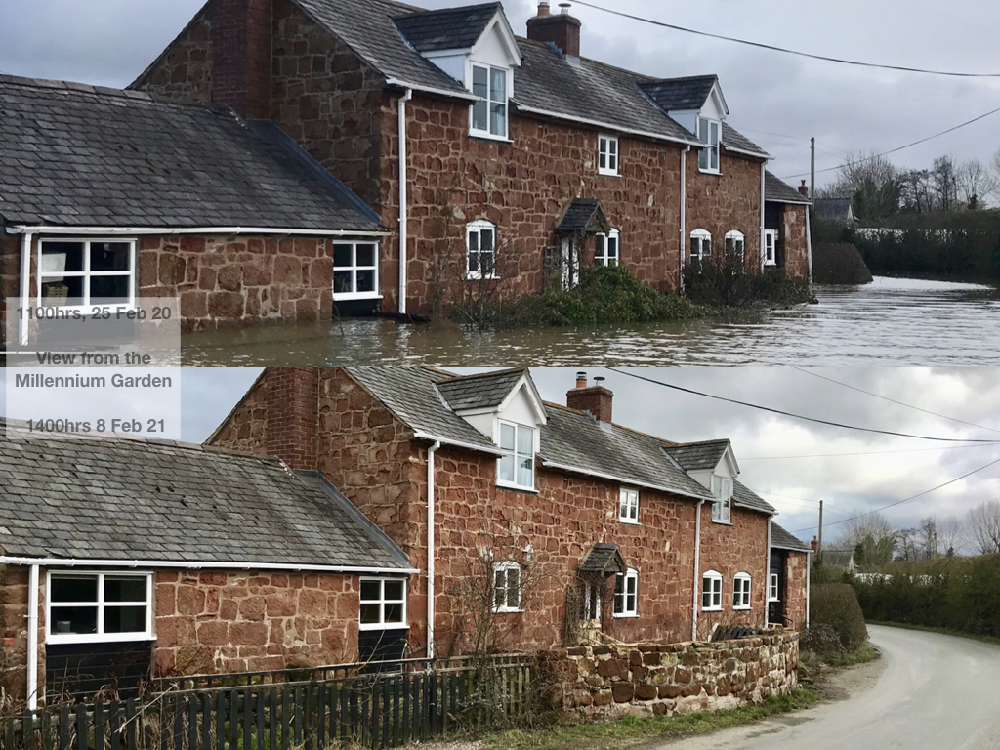 1100hrs, 25 Feb 20
View from the
Millennium Garden
1400hrs 8 Feb 21